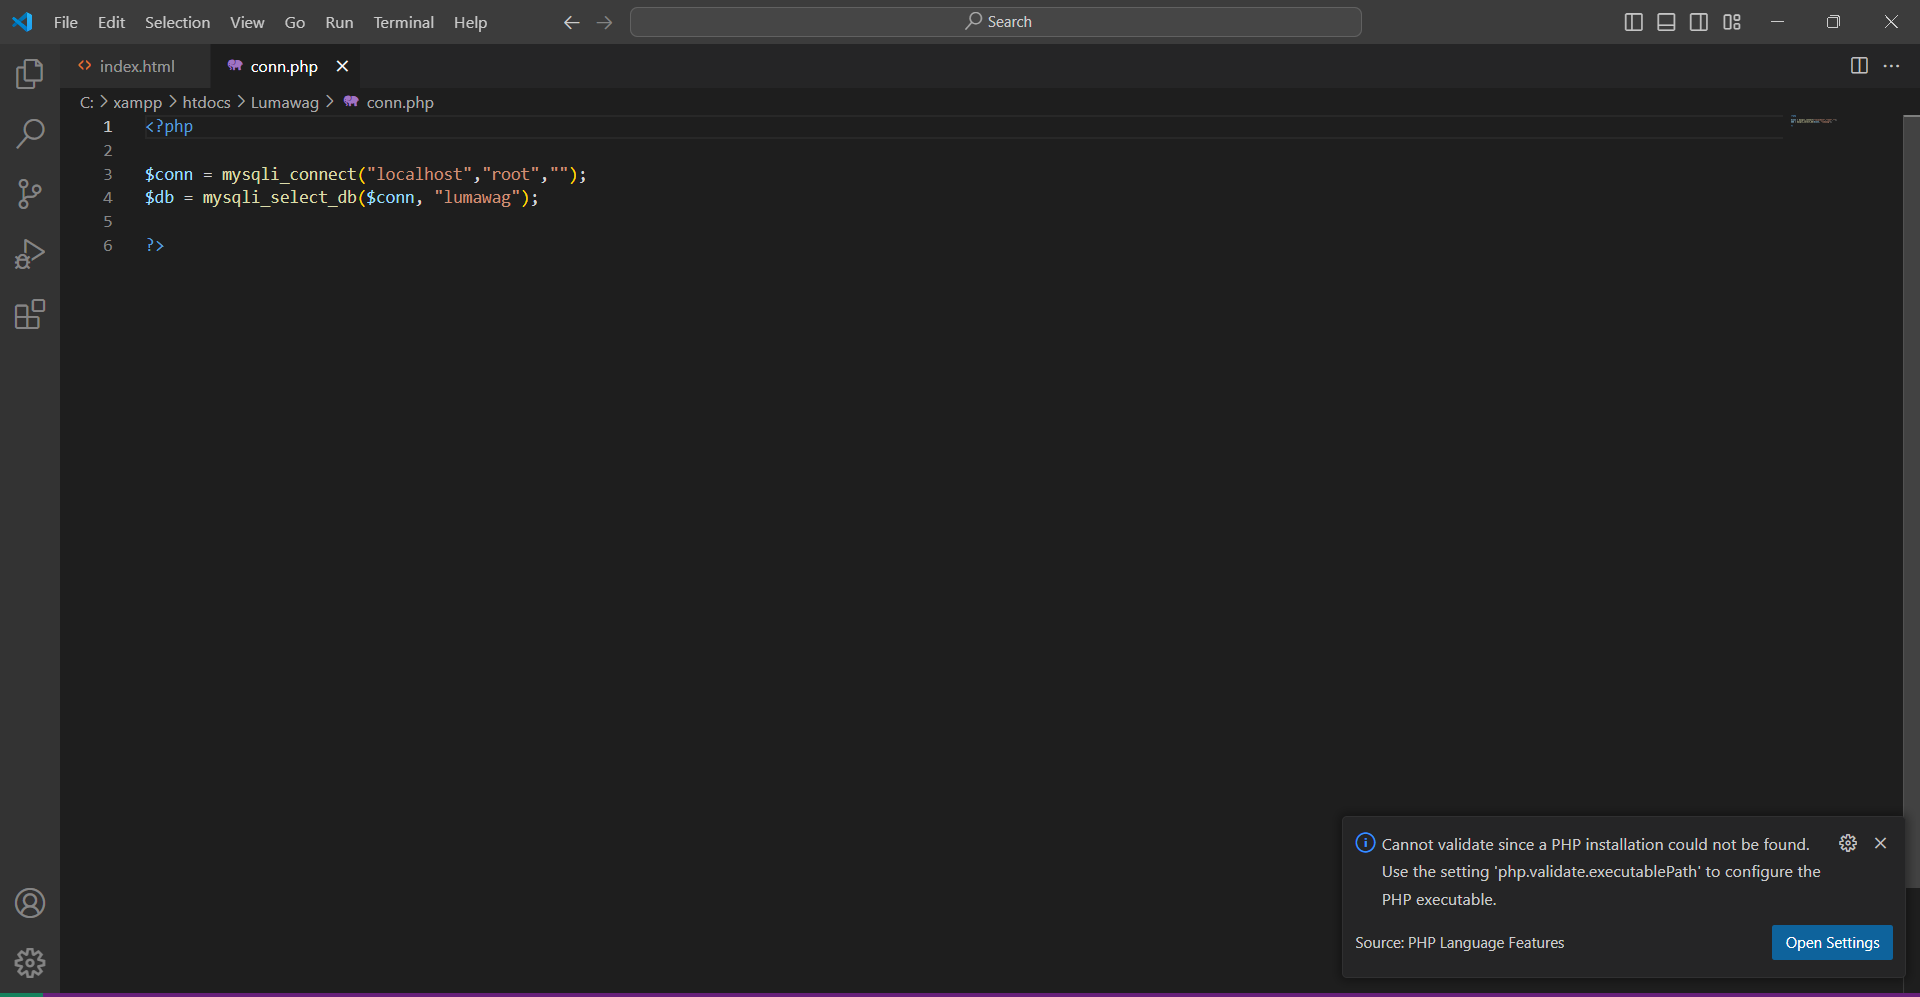 File Edit Selection View Go Run Terminal Help Search
index.html conn.php
C: > xampp > htdocs > Lumawag > conn.php
1 <?php
2
3 $conn = mysqli_connect("localhost","root","");
4 $db = mysqli_select_db($conn, "lumawag");
5
6 ?>
Cannot validate since a PHP installation could not be found.
Use the setting 'php.validate.executablePath' to configure the
PHP executable.
Source: PHP Language Features Open Settings